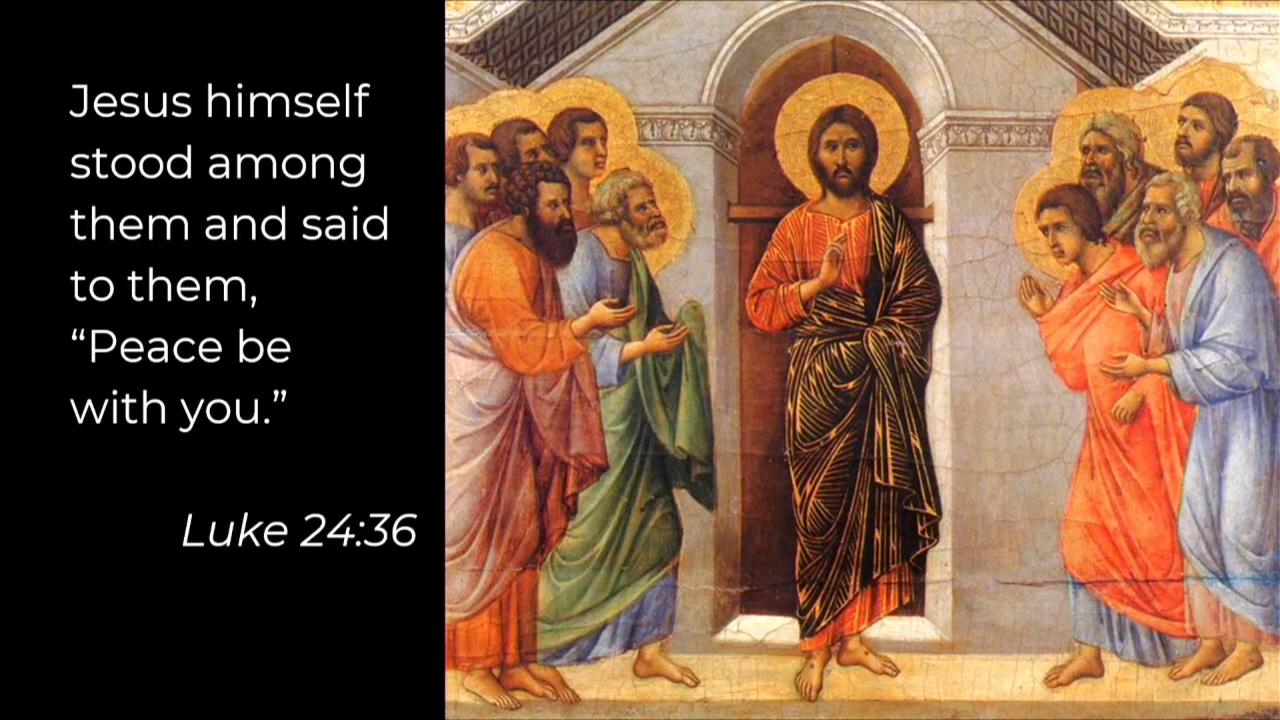 Jesus himself
stood among
them and said
to them,
“Peace be
with you.”
Luke 24:36